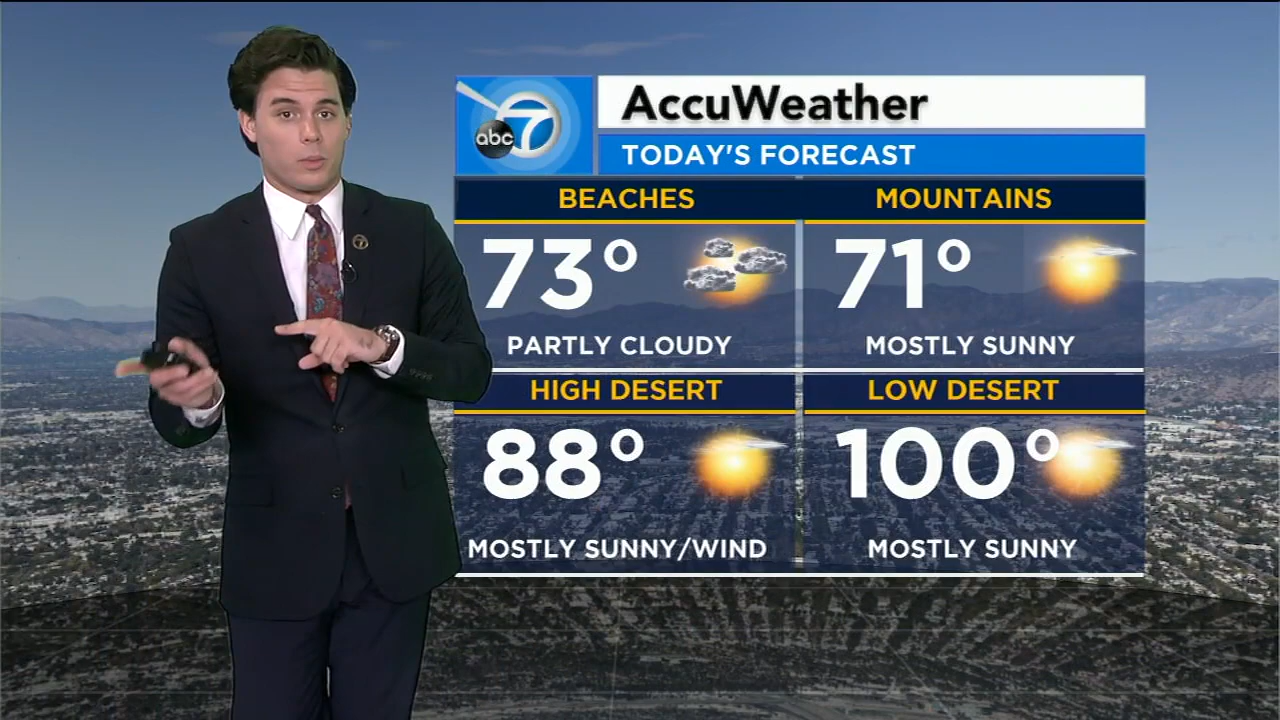 abc 7
AccuWeather
TODAY'S FORECAST
BEACHES
73°
PARTLY CLOUDY
MOUNTAINS
71°
MOSTLY SUNNY
HIGH DESERT
88°
MOSTLY SUNNY/WIND
LOW DESERT
100°
MOSTLY SUNNY